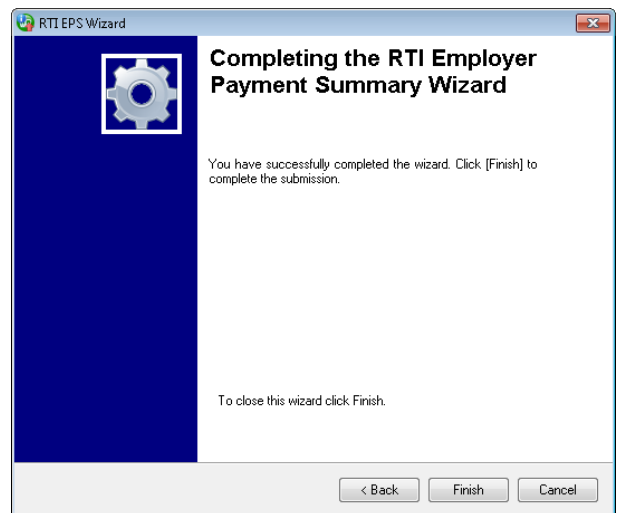 RTI EPS Wizard
Completing the RTI Employer
Payment Summary Wizard
You have successfully completed the wizard. Click [Finish] to
complete the submission.
To close this wizard click Finish.
< Back Finish Cancel